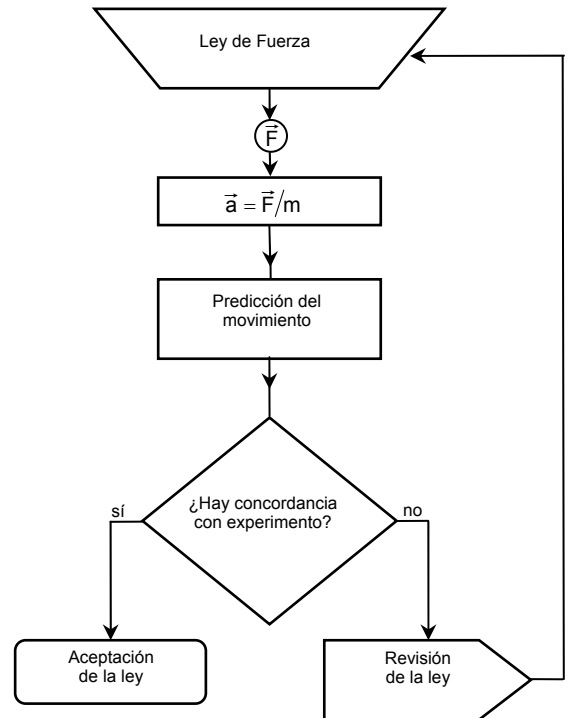 Ley de Fuerza
F⃗
a⃗ = F⃗/m
Predicción del
movimiento
¿Hay concordancia
con experimento?
sí
no
Aceptación
de la ley
Revisión
de la ley